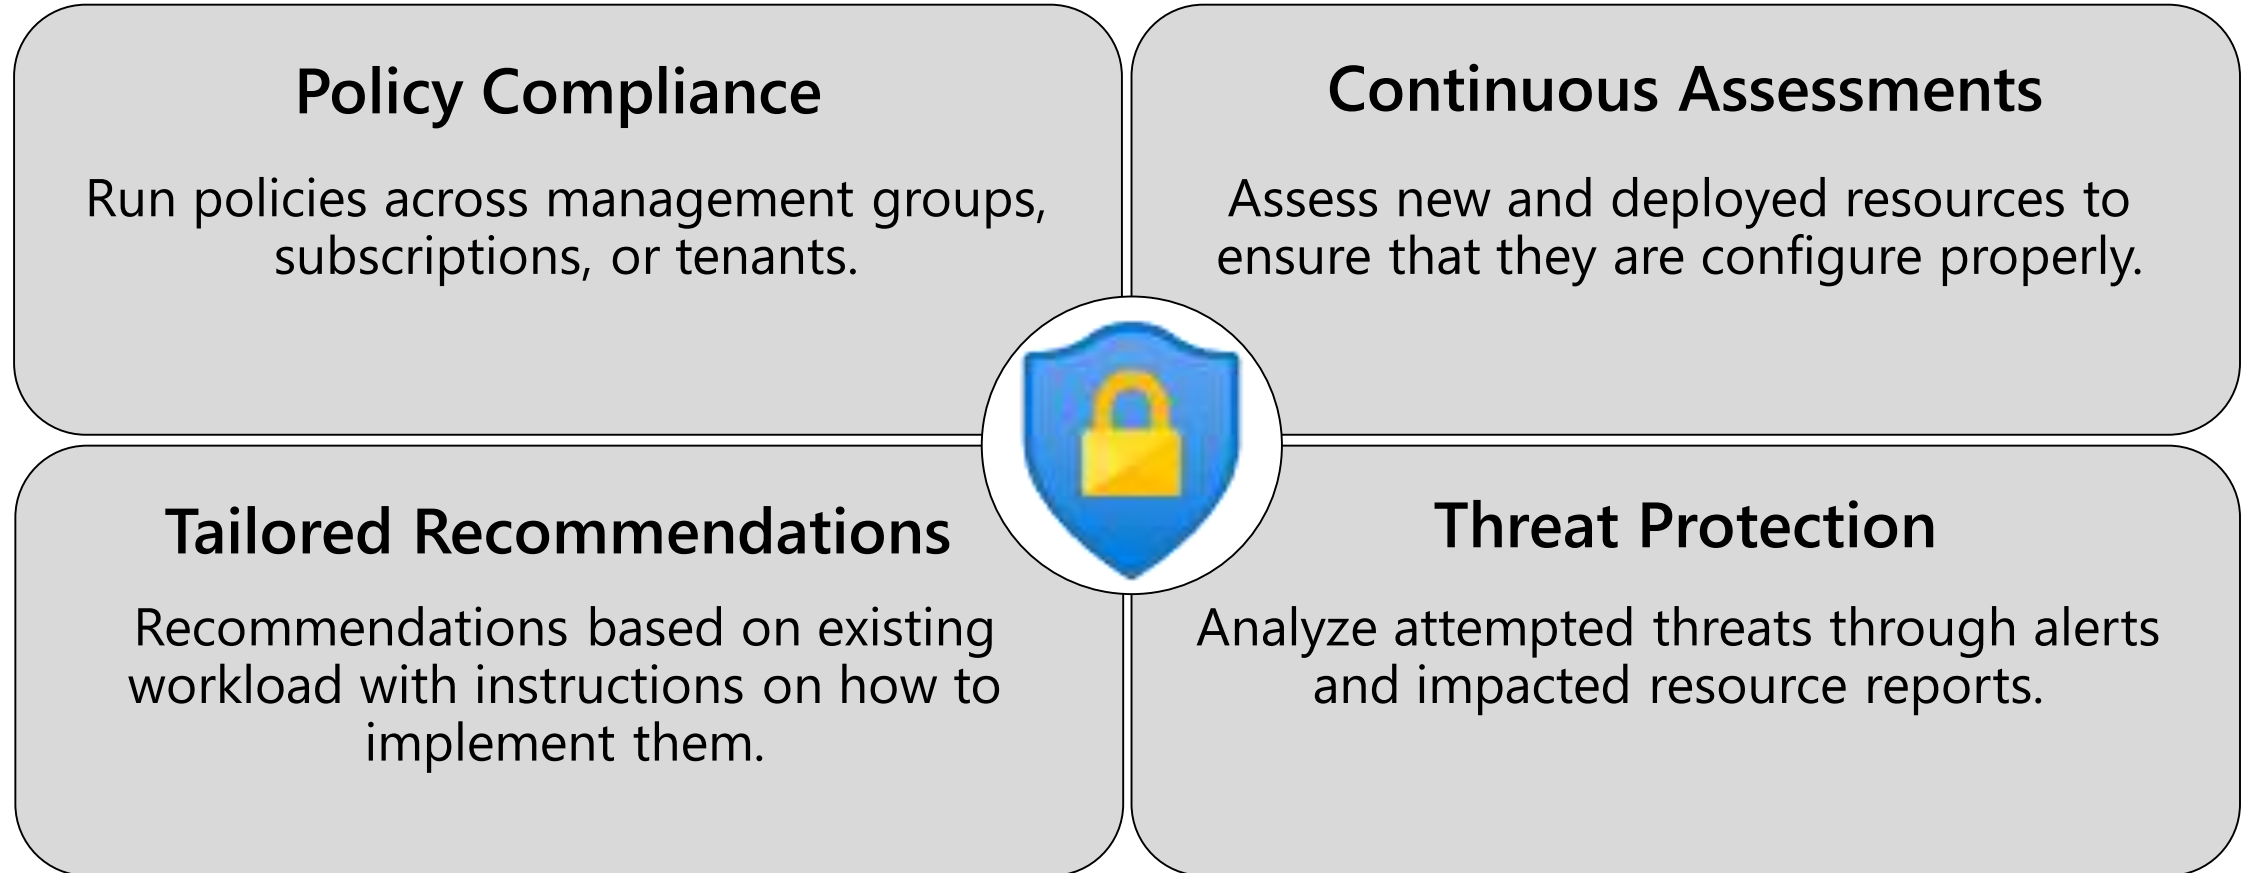 Policy Compliance
Run policies across management groups,
subscriptions, or tenants.
Continuous Assessments
Assess new and deployed resources to
ensure that they are configure properly.
Tailored Recommendations
Recommendations based on existing
workload with instructions on how to
implement them.
Threat Protection
Analyze attempted threats through alerts
and impacted resource reports.